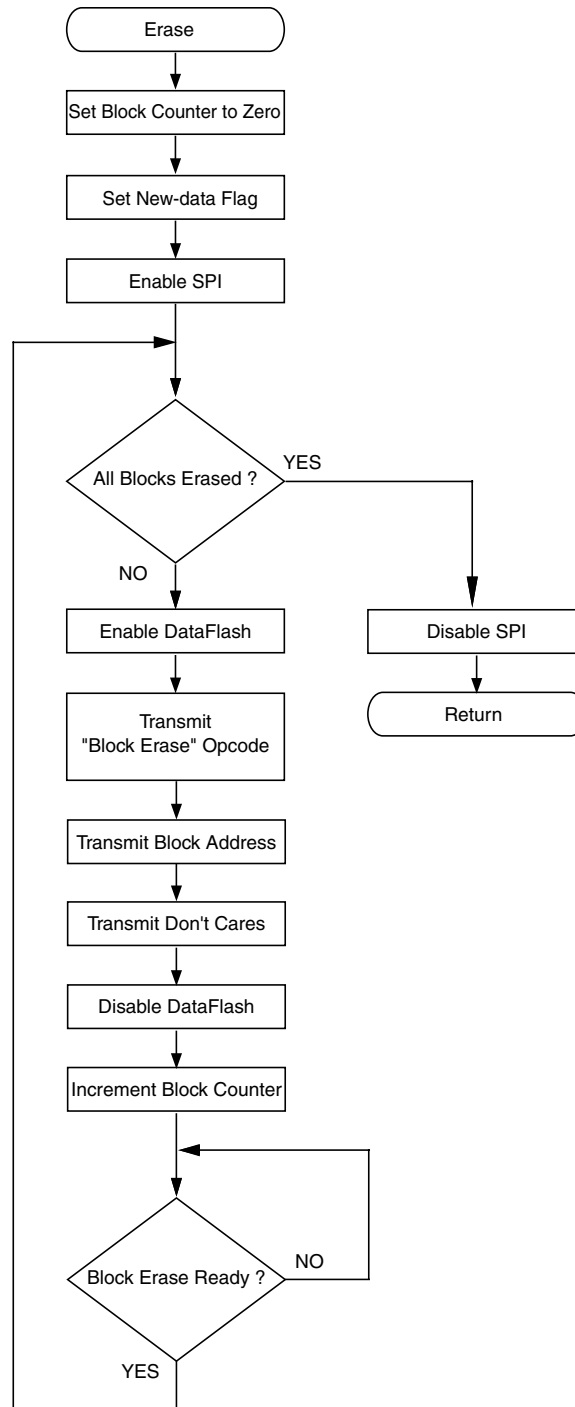 Erase
Set Block Counter to Zero
Set New-data Flag
Enable SPI
All Blocks Erased ?
YES
NO
Enable DataFlash
Disable SPI
Transmit
"Block Erase" Opcode
Return
Transmit Block Address
Transmit Don't Cares
Disable DataFlash
Increment Block Counter
Block Erase Ready ?
NO
YES